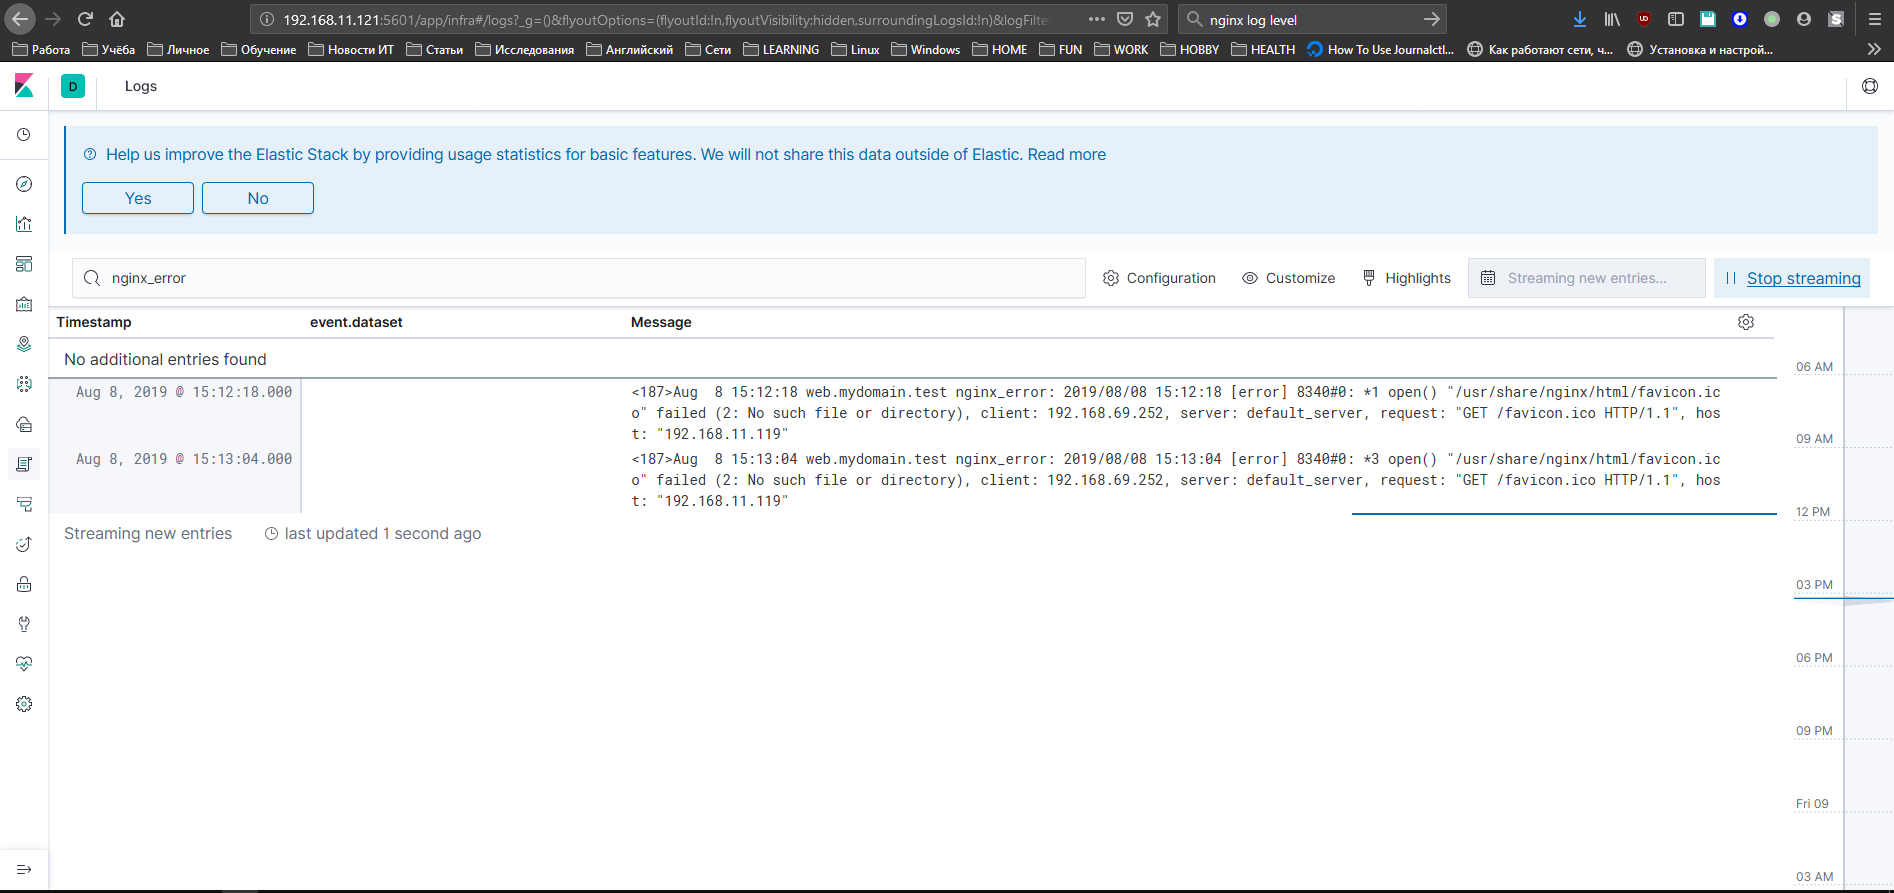 192.168.11.121:5601/app/infra#/logs?_g=()&flyoutOptions=(flyoutId:!n,flyoutVisibility:hidden,surroundingLogsId:!n)&logFilter
nginx log level
Работа Учёба Личное Обучение Новости ИТ Статьи Исследования Английский Сети LEARNING Linux Windows HOME FUN WORK HOBBY HEALTH How To Use Journalctl... Как работают сети, ч... Установка и настрой...
D Logs
Help us improve the Elastic Stack by providing usage statistics for basic features. We will not share this data outside of Elastic. Read more
Yes No
nginx_error Configuration Customize Highlights Streaming new entries... Stop streaming
Timestamp event.dataset Message
No additional entries found
Aug 8, 2019 @ 15:12:18.000 <187>Aug  8 15:12:18 web.mydomain.test nginx_error: 2019/08/08 15:12:18 [error] 8340#0: *1 open() "/usr/share/nginx/html/favicon.ic
o" failed (2: No such file or directory), client: 192.168.69.252, server: default_server, request: "GET /favicon.ico HTTP/1.1", hos
t: "192.168.11.119"
Aug 8, 2019 @ 15:13:04.000 <187>Aug  8 15:13:04 web.mydomain.test nginx_error: 2019/08/08 15:13:04 [error] 8340#0: *3 open() "/usr/share/nginx/html/favicon.ic
o" failed (2: No such file or directory), client: 192.168.69.252, server: default_server, request: "GET /favicon.ico HTTP/1.1", hos
t: "192.168.11.119"
Streaming new entries last updated 1 second ago
06 AM
09 AM
12 PM
03 PM
06 PM
09 PM
Fri 09
03 AM